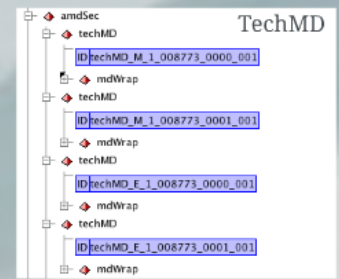 amdSec
TechMD
techMD
ID techMD_M_1_008773_0000_001
mdWrap
techMD
ID techMD_M_1_008773_0001_001
mdWrap
techMD
ID techMD_E_1_008773_0000_001
mdWrap
techMD
ID techMD_E_1_008773_0001_001
mdWrap